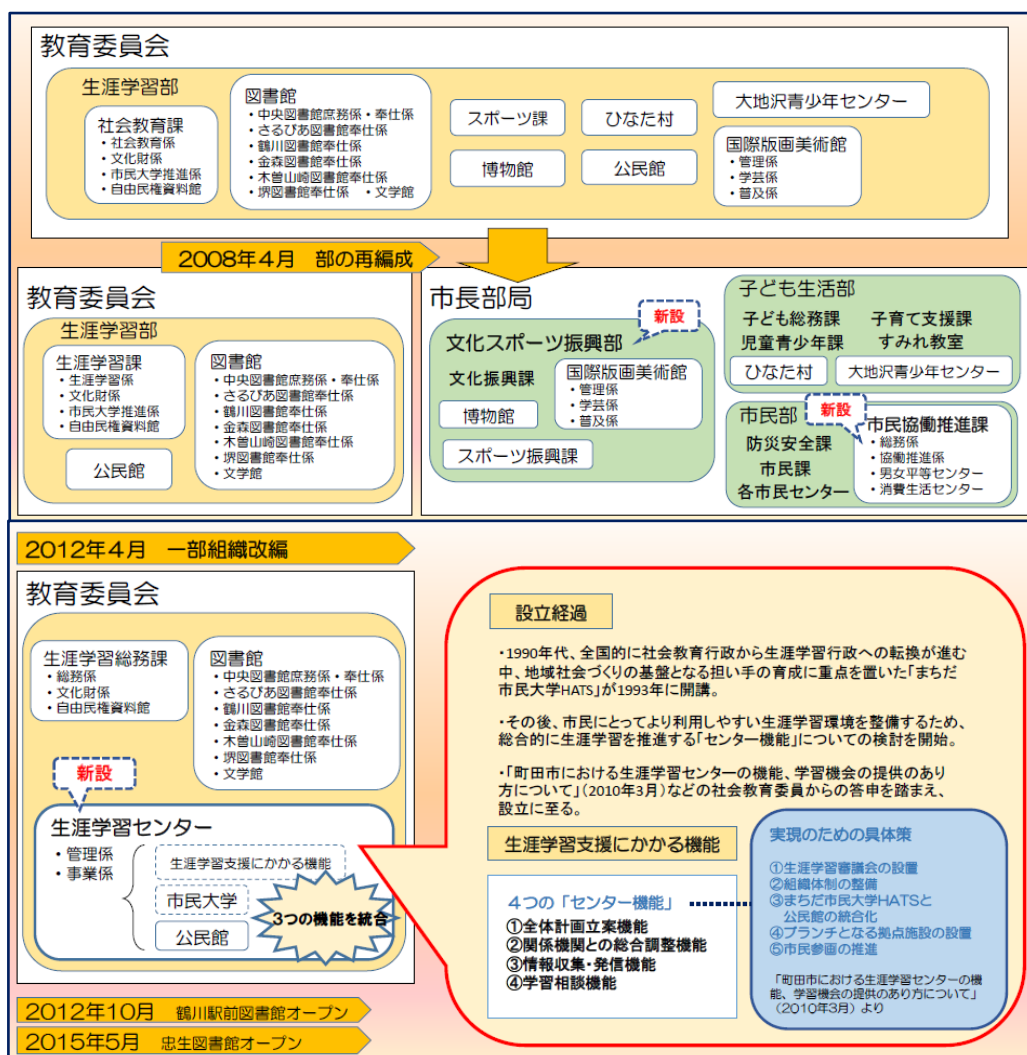 教育委員会
生涯学習部
社会教育課
・社会教育係
・文化財係
・市民大学推進係
・自由民権資料館
図書館
・中央図書館庶務係・奉仕係
・さるびあ図書館奉仕係
・鶴川図書館奉仕係
・金森図書館奉仕係
・木曽山崎図書館奉仕係
・堺図書館奉仕係　・文学館
スポーツ課
ひなた村
博物館
公民館
大地沢青少年センター
国際版画美術館
・管理係
・学芸係
・普及係
2008年4月　部の再編成
教育委員会
生涯学習部
生涯学習課
・生涯学習係
・文化財係
・市民大学推進係
・自由民権資料館
公民館
図書館
・中央図書館庶務係・奉仕係
・さるびあ図書館奉仕係
・鶴川図書館奉仕係
・金森図書館奉仕係
・木曽山崎図書館奉仕係
・堺図書館奉仕係
・文学館
市長部局
新設
文化スポーツ振興部
文化振興課
博物館
スポーツ振興課
国際版画美術館
・管理係
・学芸係
・普及係
子ども生活部
子ども総務課　子育て支援課
児童青少年課　すみれ教室
ひなた村
大地沢青少年センター
市民部
新設
防災安全課
市民課
各市民センター
市民協働推進課
・総務係
・協働推進係
・男女平等センター
・消費生活センター
2012年4月　一部組織改編
教育委員会
生涯学習総務課
・総務係
・文化財係
・自由民権資料館
図書館
・中央図書館庶務係・奉仕係
・さるびあ図書館奉仕係
・鶴川図書館奉仕係
・金森図書館奉仕係
・木曽山崎図書館奉仕係
・堺図書館奉仕係
・文学館
新設
生涯学習センター
・管理係
・事業係
生涯学習支援にかかる機能
市民大学
公民館
3つの機能を統合
2012年10月　鶴川駅前図書館オープン
2015年5月　忠生図書館オープン
設立経過
・1990年代、全国的に社会教育行政から生涯学習行政への転換が進む
中、地域社会づくりの基盤となる担い手の育成に重点を置いた「まちだ
市民大学HATS」が1993年に開講。
・その後、市民にとってより利用しやすい生涯学習環境を整備するため、
総合的に生涯学習を推進する「センター機能」についての検討を開始。
・「町田市における生涯学習センターの機能、学習機会の提供のあり
方について」（2010年3月）などの社会教育委員からの答申を踏まえ、
設立に至る。
生涯学習支援にかかる機能
4つの「センター機能」
①全体計画立案機能
②関係機関との総合調整機能
③情報収集・発信機能
④学習相談機能
実現のための具体策
①生涯学習審議会の設置
②組織体制の整備
③まちだ市民大学HATSと
公民館の統合化
④ブランチとなる拠点施設の設置
⑤市民参画の推進
「町田市における生涯学習センターの機
能、学習機会の提供のあり方について」
（2010年3月）より